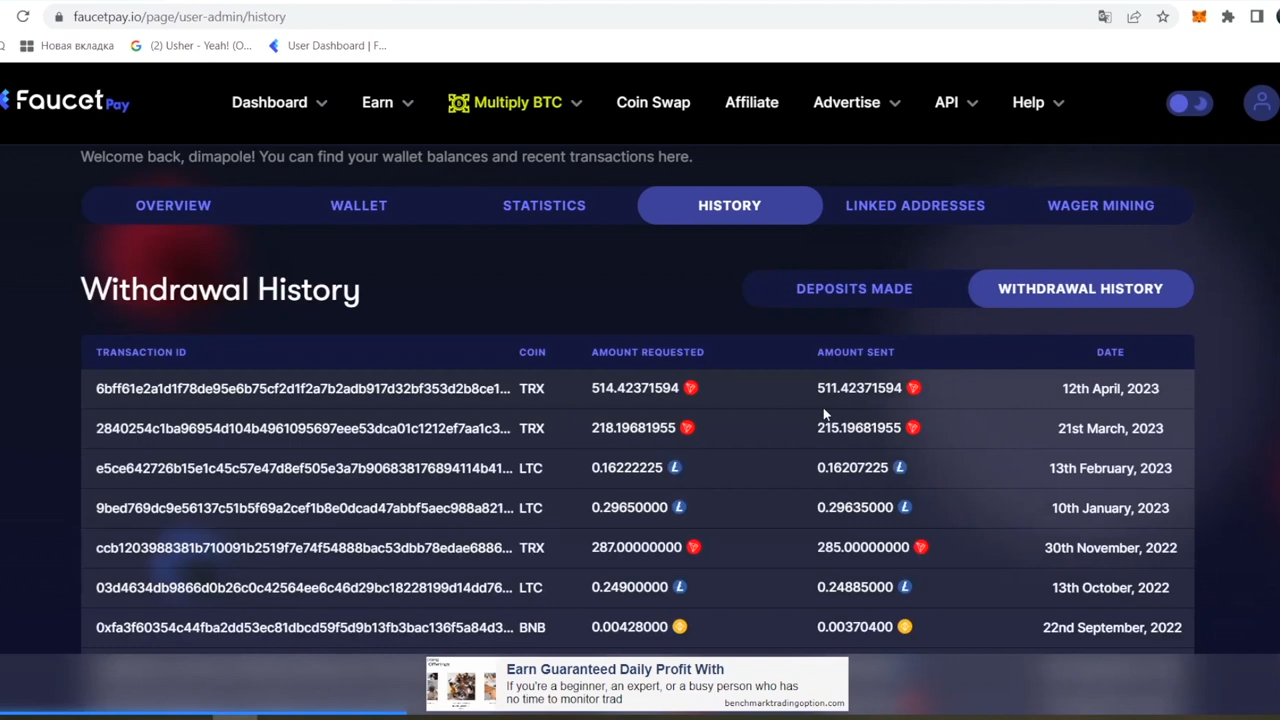 faucetpay.io/page/user-admin/history
Новая вкладка (2) Usher - Yeah! (O... User Dashboard | F...
FaucetPay Dashboard Earn Multiply BTC Coin Swap Affiliate Advertise API Help
Welcome back, dimapole! You can find your wallet balances and recent transactions here.
OVERVIEW WALLET STATISTICS HISTORY LINKED ADDRESSES WAGER MINING
Withdrawal History DEPOSITS MADE WITHDRAWAL HISTORY
TRANSACTION ID COIN AMOUNT REQUESTED AMOUNT SENT DATE
6bff61e2a1d1f78de95e6b75cf2d1f2a7b2adb917d32bf353d2b8ce1... TRX 514.42371594 511.42371594 12th April, 2023
2840254c1ba96954d104b4961095697eee53dca01c1212ef7aa1c3... TRX 218.19681955 215.19681955 21st March, 2023
e5ce642726b15e1c45c57e47d8ef505e3a7b906838176894114b41... LTC 0.16222225 0.16207225 13th February, 2023
9bed769dc9e56137c51b5f69a2cef1b8e0dcad47abbf5aec988a821... LTC 0.29650000 0.29635000 10th January, 2023
ccb1203988381b710091b2519f7e74f54888bac53dbb78edae6886... TRX 287.00000000 285.00000000 30th November, 2022
03d4634db9866d0b26c0c42564ee6c46d29bc18228199d14dd76... LTC 0.24900000 0.24885000 13th October, 2022
0xfa3f60354c44fba2dd53ec81dbcd59f5d9b13fb3bac136f5a84d3... BNB 0.00428000 0.00370400 22nd September, 2022
Earn Guaranteed Daily Profit With
If you're a beginner, an expert, or a busy person who has
no time to monitor trad
benchmarktradingoption.com